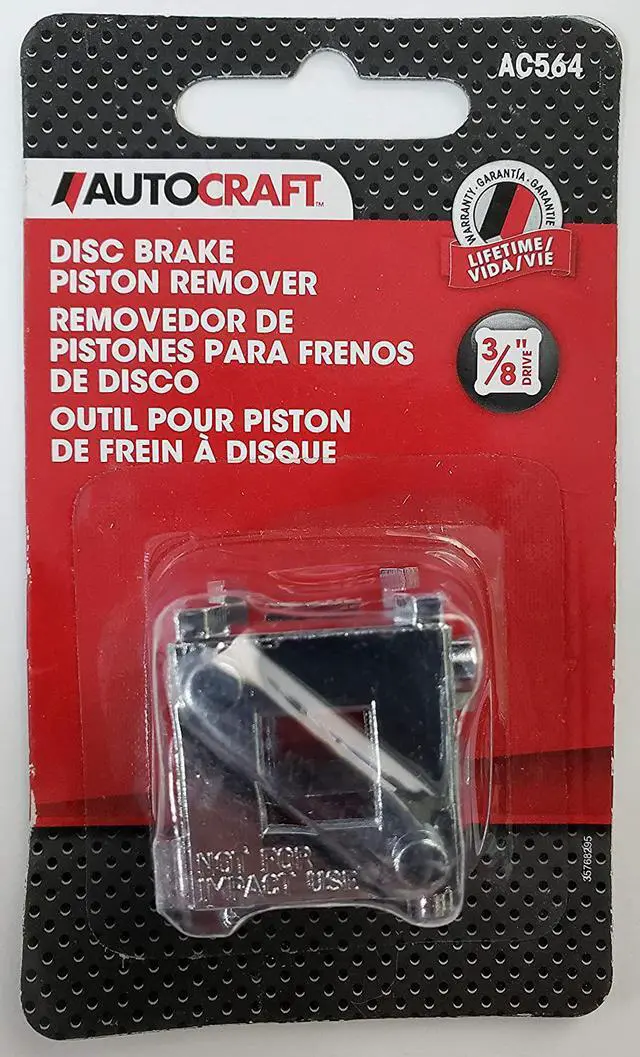 AC564
AUTOCRAFT™
WARRANTY · GARANTÍA · GARANTIE
LIFETIME/
VIDA/VIE
DISC BRAKE
PISTON REMOVER
REMOVEDOR DE
PISTONES PARA FRENOS
DE DISCO
OUTIL POUR PISTON
DE FREIN À DISQUE
3/8" DRIVE
NOT FOR
IMPACT USE
35768295